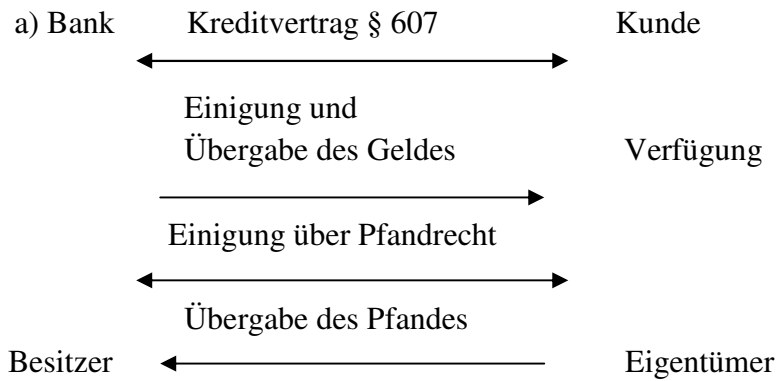 a) Bank Kreditvertrag § 607 Kunde
Einigung und
Übergabe des Geldes Verfügung
Einigung über Pfandrecht
Übergabe des Pfandes
Besitzer Eigentümer